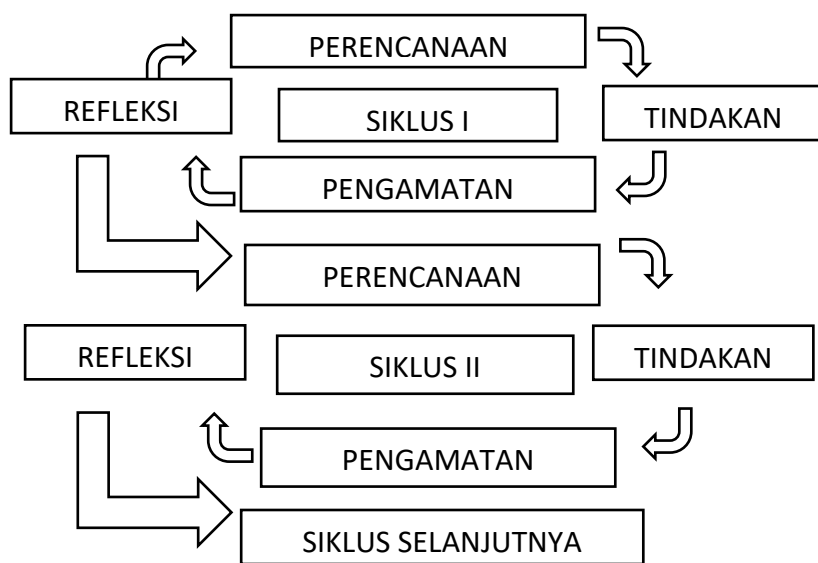 PERENCANAAN
REFLEKSI
SIKLUS I
TINDAKAN
PENGAMATAN
PERENCANAAN
REFLEKSI
SIKLUS II
TINDAKAN
PENGAMATAN
SIKLUS SELANJUTNYA